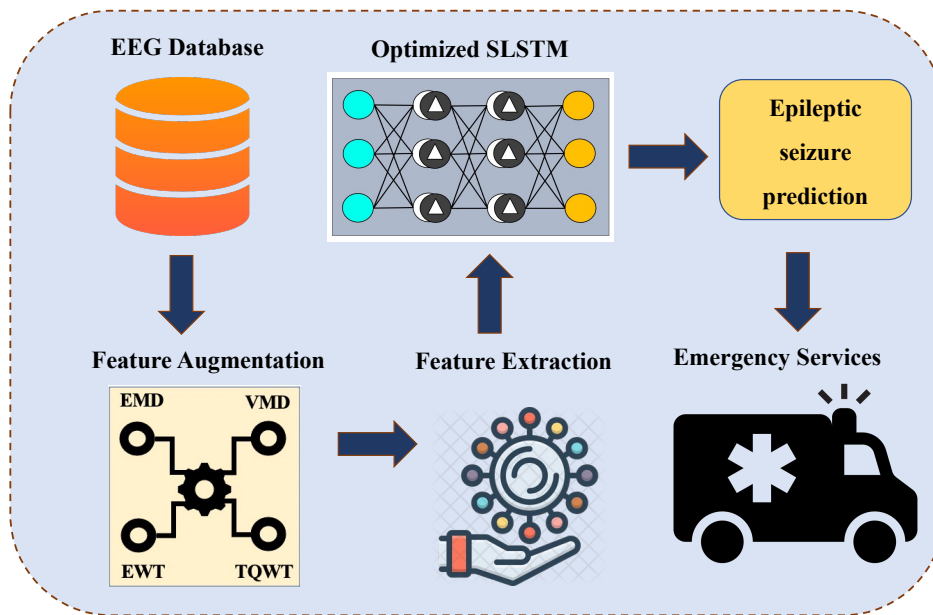 EEG Database
Optimized SLSTM
Epileptic
seizure
prediction
Feature Augmentation
Feature Extraction
Emergency Services
EMD
VMD
EWT
TQWT